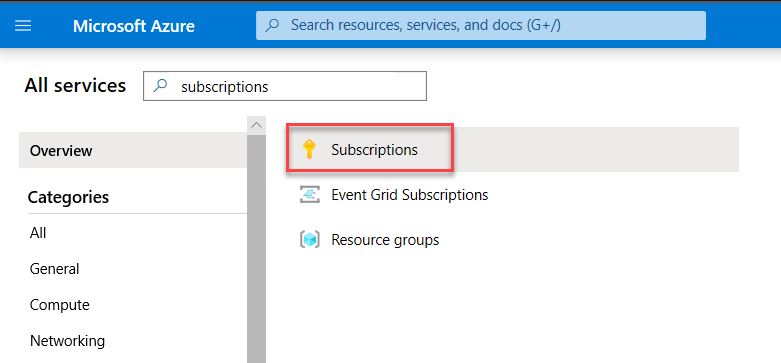 Microsoft Azure
Search resources, services, and docs (G+/)
All services
subscriptions
Overview
Categories
All
General
Compute
Networking
Subscriptions
Event Grid Subscriptions
Resource groups